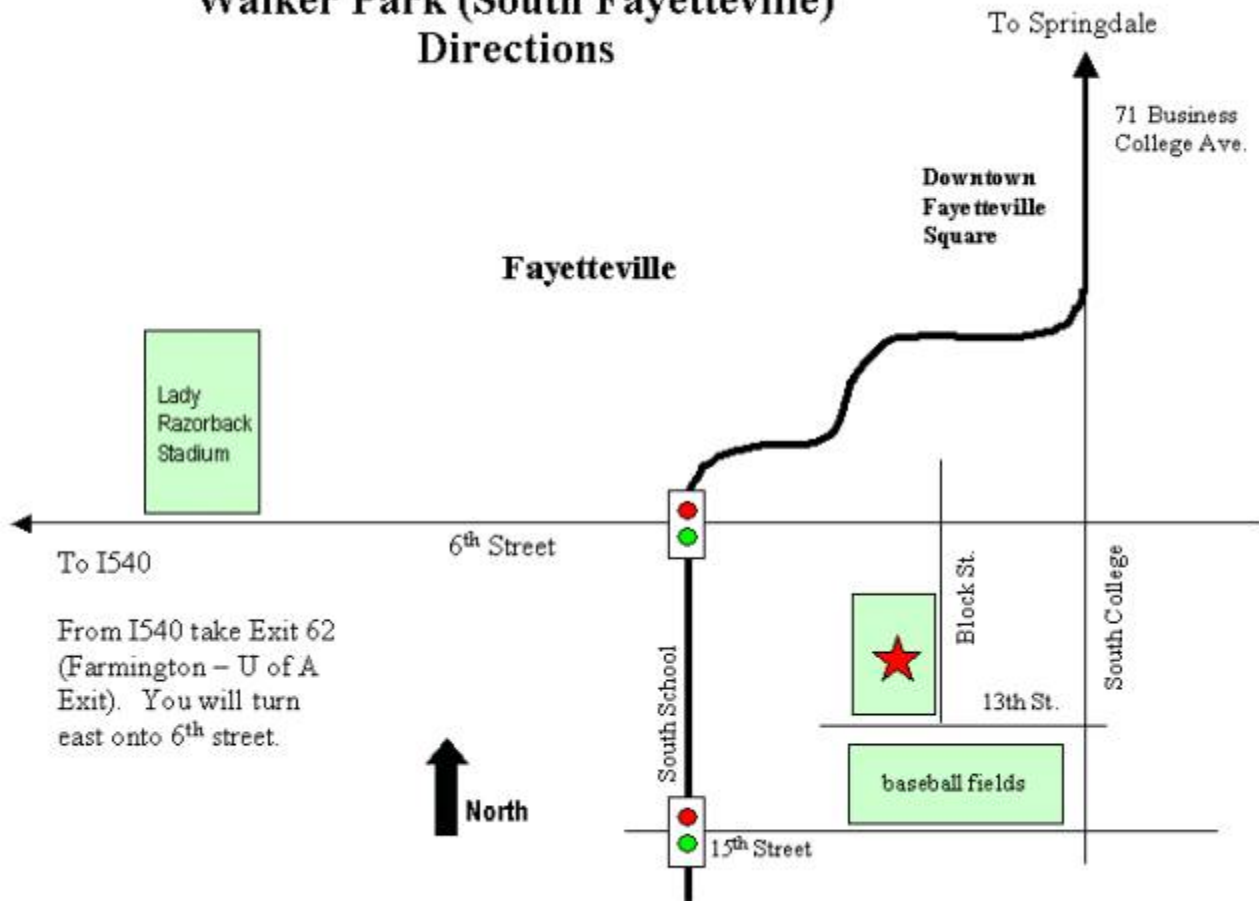 Walker Park (South Fayetteville)
Directions
To Springdale
71 Business
College Ave.
Downtown
Fayetteville
Square
Fayetteville
Lady
Razorback
Stadium
6th Street
To I540
From I540 take Exit 62
(Farmington – U of A
Exit). You will turn
east onto 6th street.
North
South School
Block St.
South College
13th St.
baseball fields
15th Street